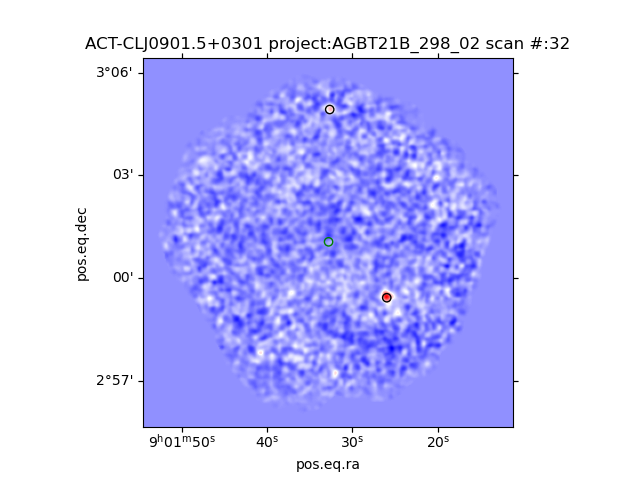 ACT-CLJ0901.5+0301 project:AGBT21B_298_02 scan #:32
3°06'
03'
00'
2°57'
pos.eq.dec
9ʰ01ᵐ50ˢ 40ˢ 30ˢ 20ˢ
pos.eq.ra